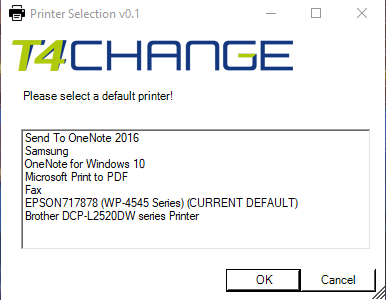 Printer Selection v0.1
T4CHANGE
Please select a default printer!
Send To OneNote 2016
Samsung
OneNote for Windows 10
Microsoft Print to PDF
Fax
EPSON717878 (WP-4545 Series) (CURRENT DEFAULT)
Brother DCP-L2520DW series Printer
OK Cancel